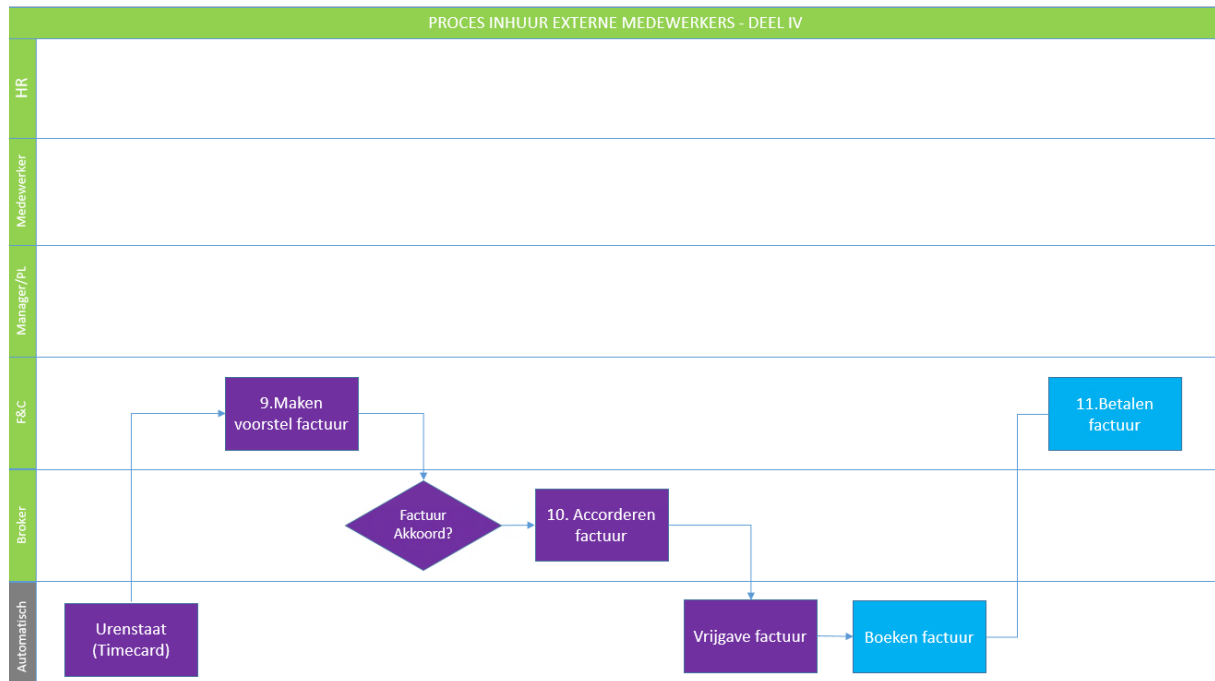 PROCES INHUUR EXTERNE MEDEWERKERS - DEEL IV
HR
Medewerker
Manager/PL
F&C
9.Maken
voorstel factuur
11.Betalen
factuur
Broker
Factuur
Akkoord?
10. Accorderen
factuur
Automatisch
Urenstaat
(Timecard)
Vrijgave factuur
Boeken factuur